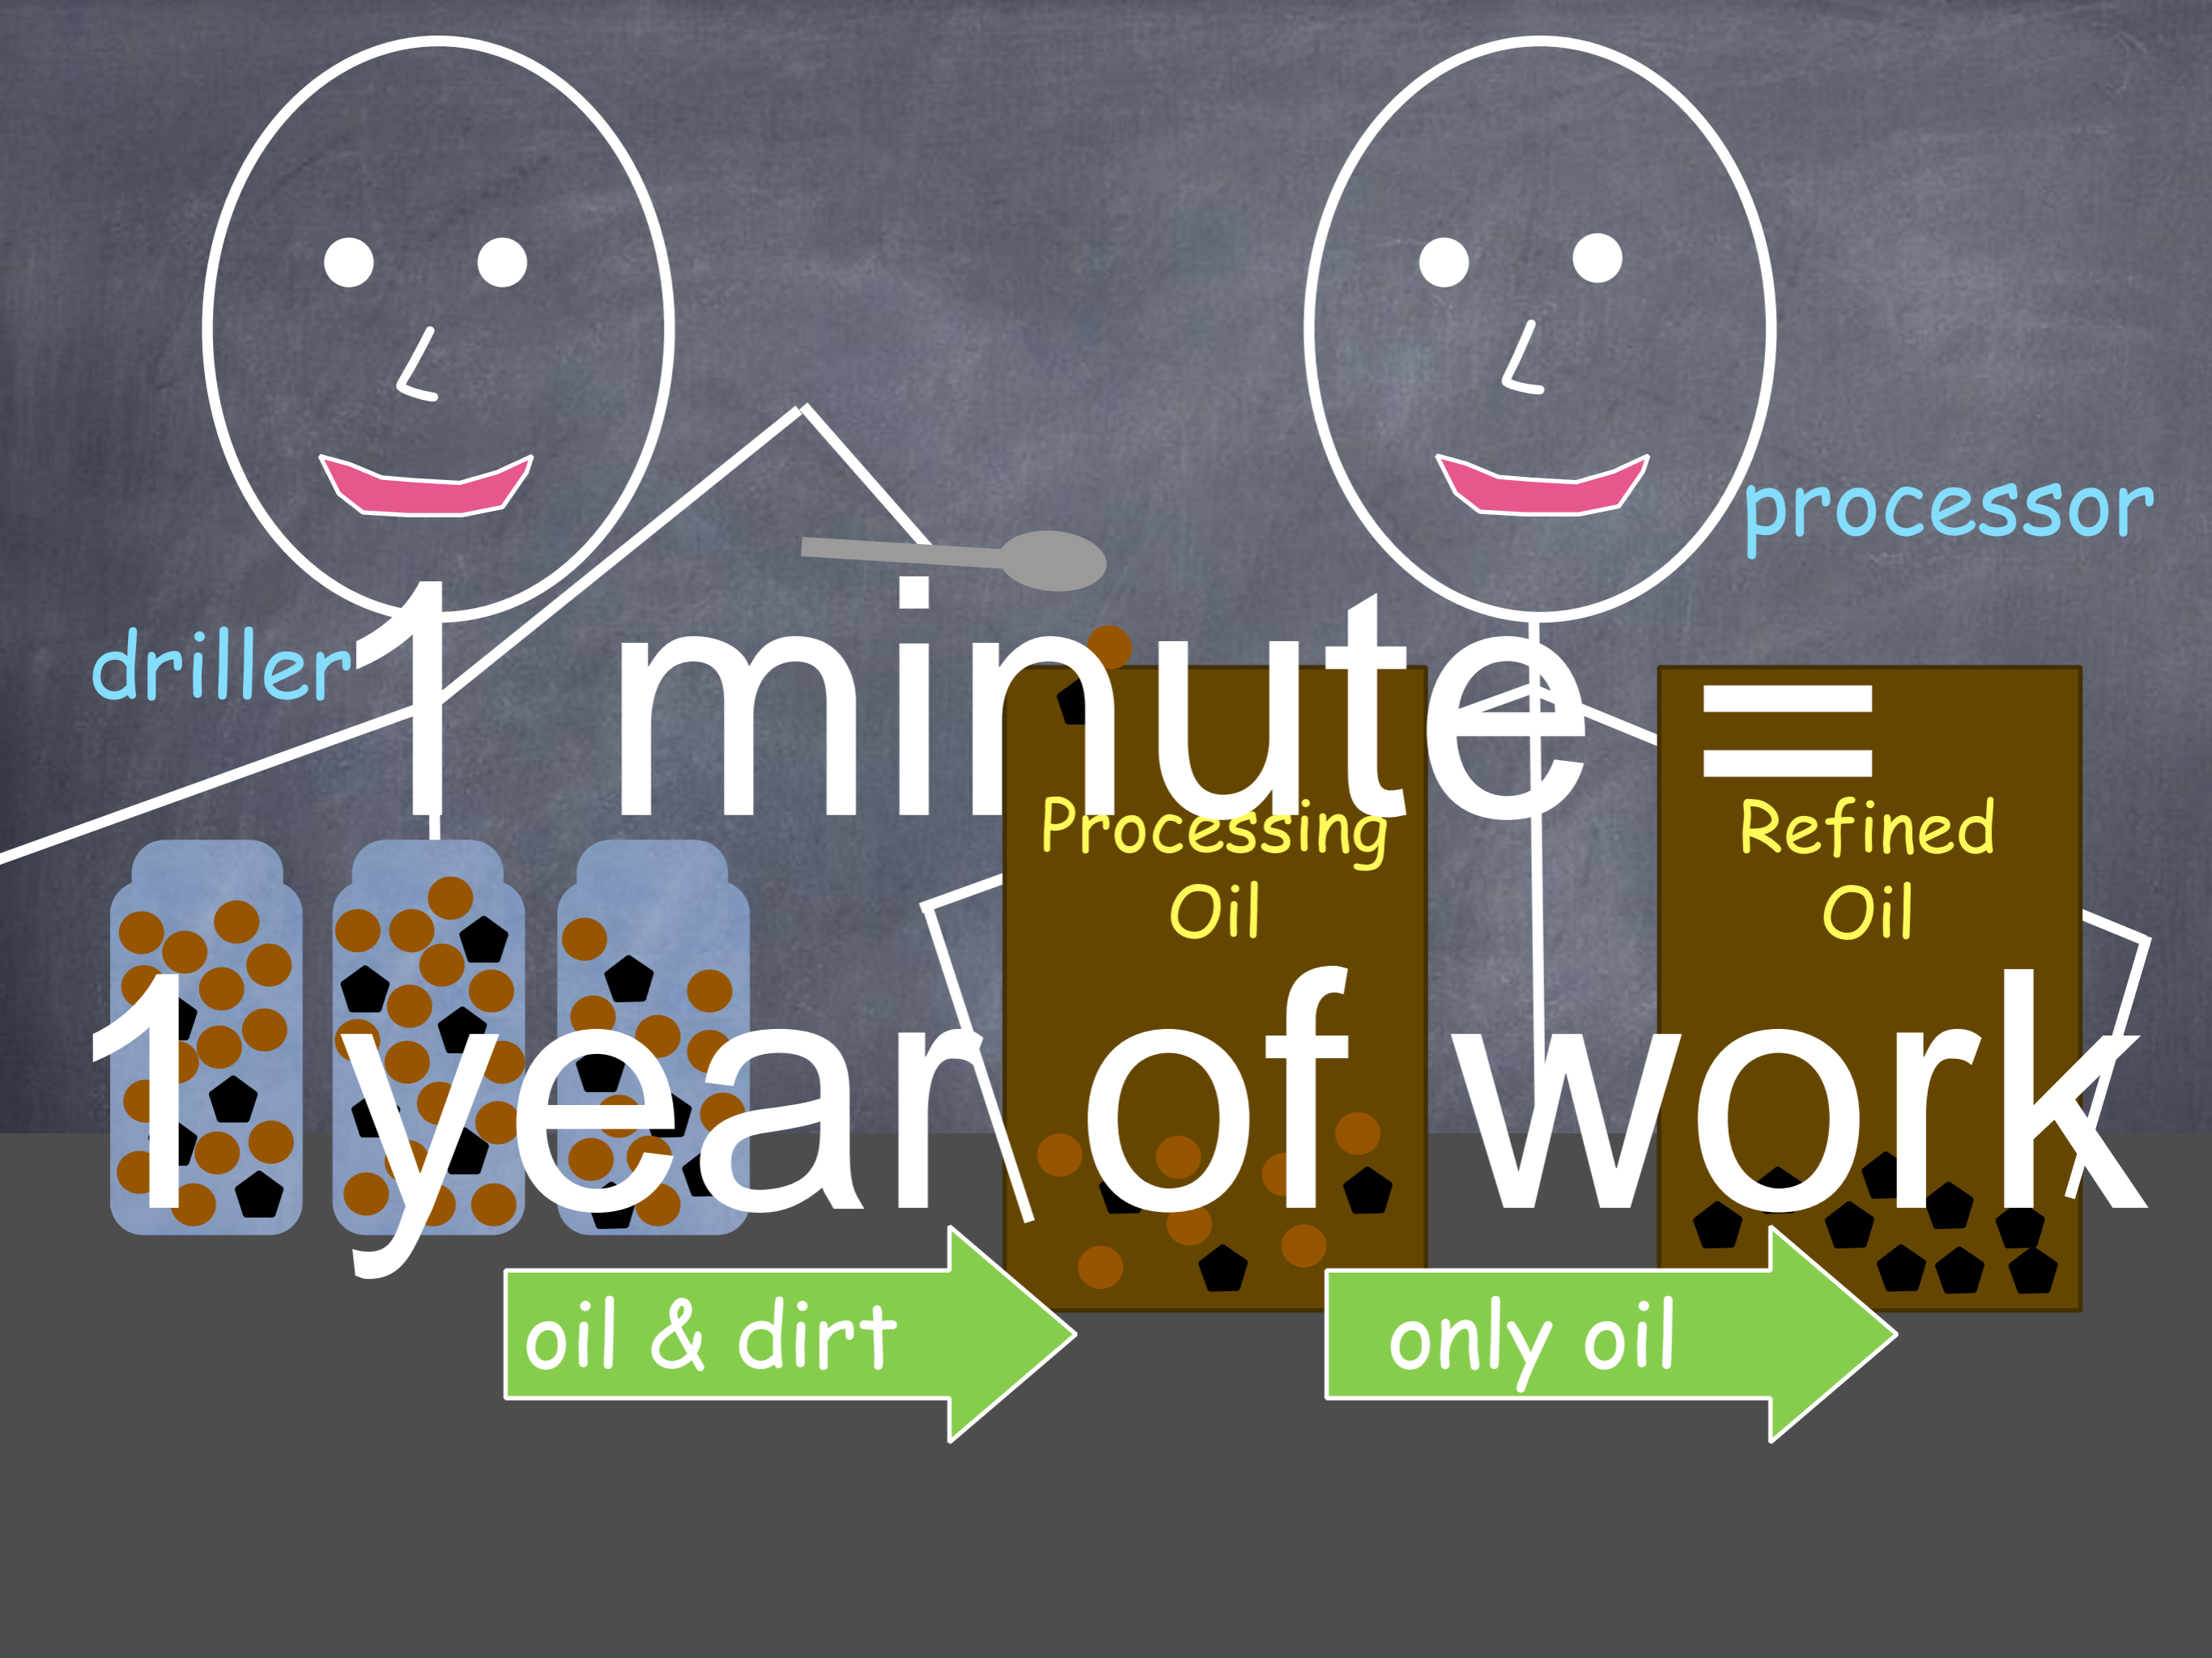 processor
driller
1 minute =
Processing
Oil
Refined
Oil
1 year of work
oil & dirt
only oil